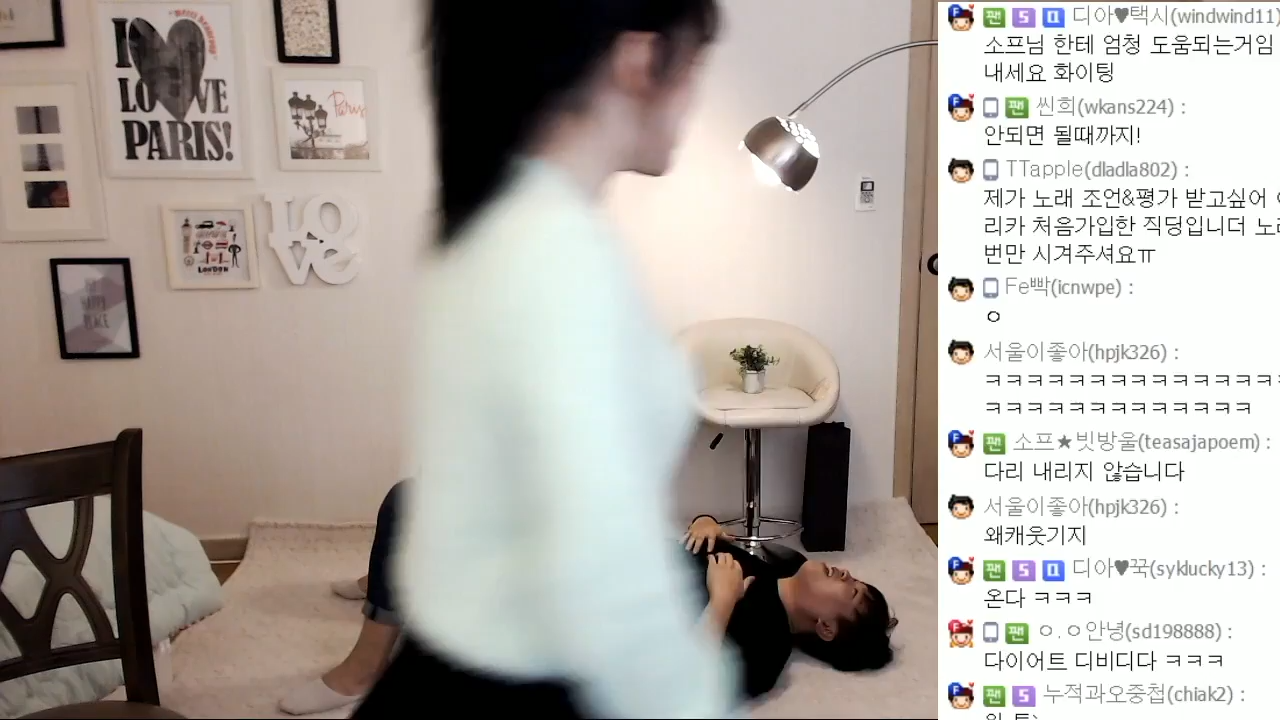 I
LOVE
PARIS!
Paris
LONDON
LOVE
디아♥택시(windwind11)
소프님 한테 엄청 도움되는거임
내세요 화이팅
씬희(wkans224) :
안되면 될때까지!
TTapple(dladla802) :
제가 노래 조언&평가 받고싶어
리카 처음가입한 직딩입니더
번만 시겨주셔요ㅠ
Fe빡(icnwpe) :
ㅇ
서울이좋아(hpjk326) :
ㅋㅋㅋㅋㅋㅋㅋㅋㅋㅋㅋㅋㅋㅋ
ㅋㅋㅋㅋㅋㅋㅋㅋㅋㅋㅋㅋㅋ
소프★빗방울(teasajapoem) :
다리 내리지 않습니다
서울이좋아(hpjk326) :
왜캐웃기지
디아♥꾹(syklucky13) :
온다 ㅋㅋㅋ
ㅇ.ㅇ안녕(sd198888) :
다이어트 디비디다 ㅋㅋㅋ
누적과오중첩(chiak2) :